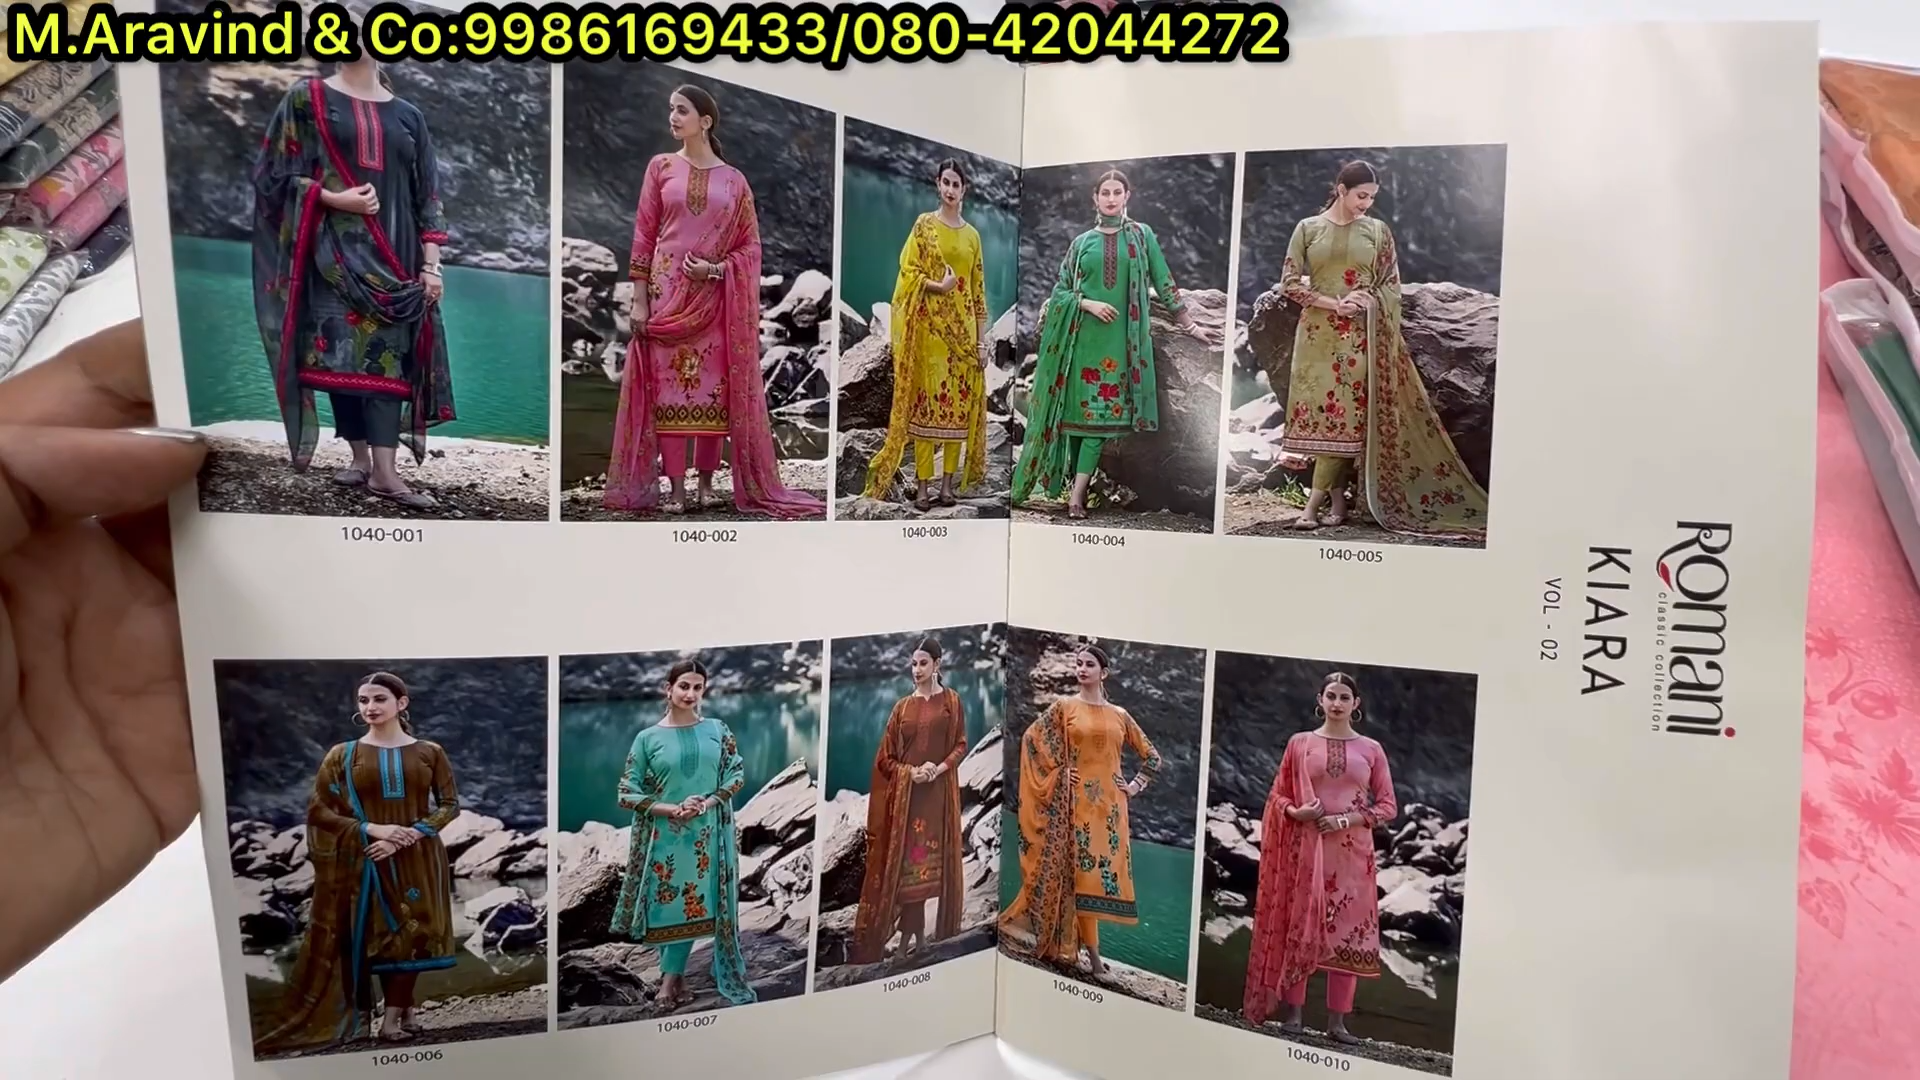 M.Aravind & Co:9986169433/080-42044272
1040-001
1040-002
1040-003
1040-004
1040-005
1040-006
1040-007
1040-008
1040-009
1040-010
Romani
classic collection
KIARA
VOL - 02